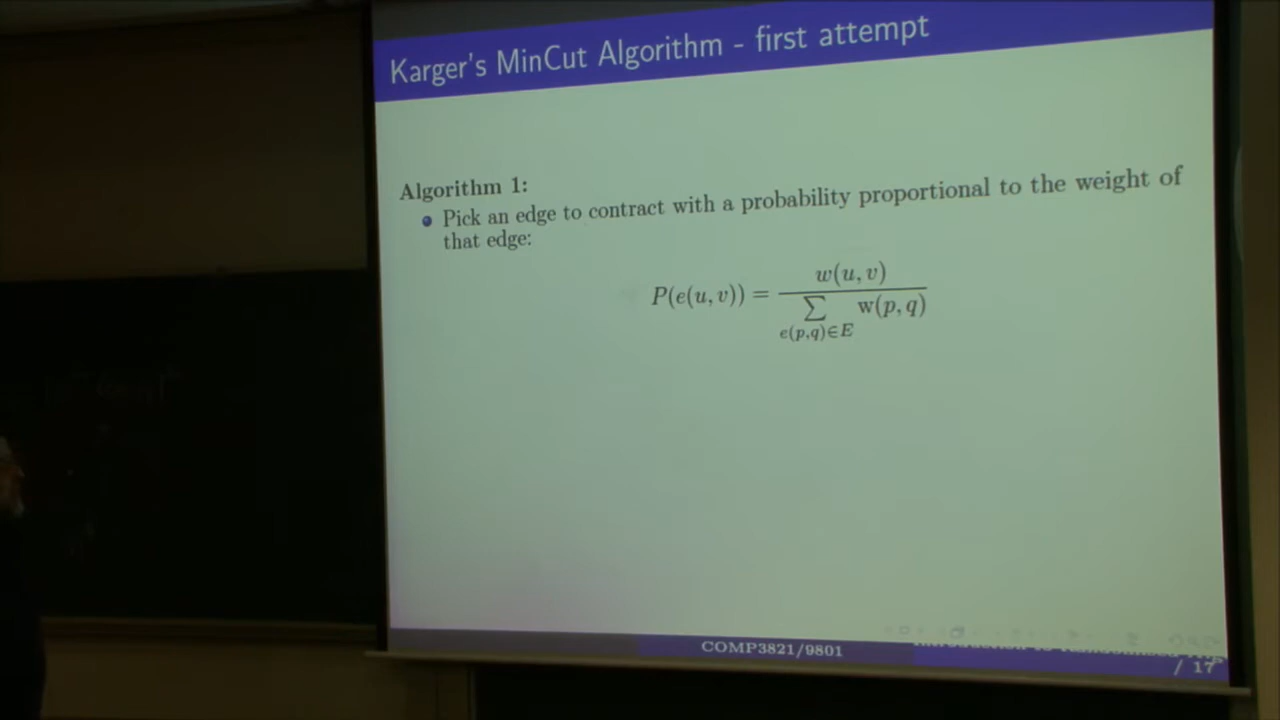 Karger's MinCut Algorithm - first attempt
Algorithm 1:
Pick an edge to contract with a probability proportional to the weight of
that edge:
P(e(u, v)) = w(u, v) / ∑ e(p,q)∈E w(p, q)
COMP3821/9801
/ 17